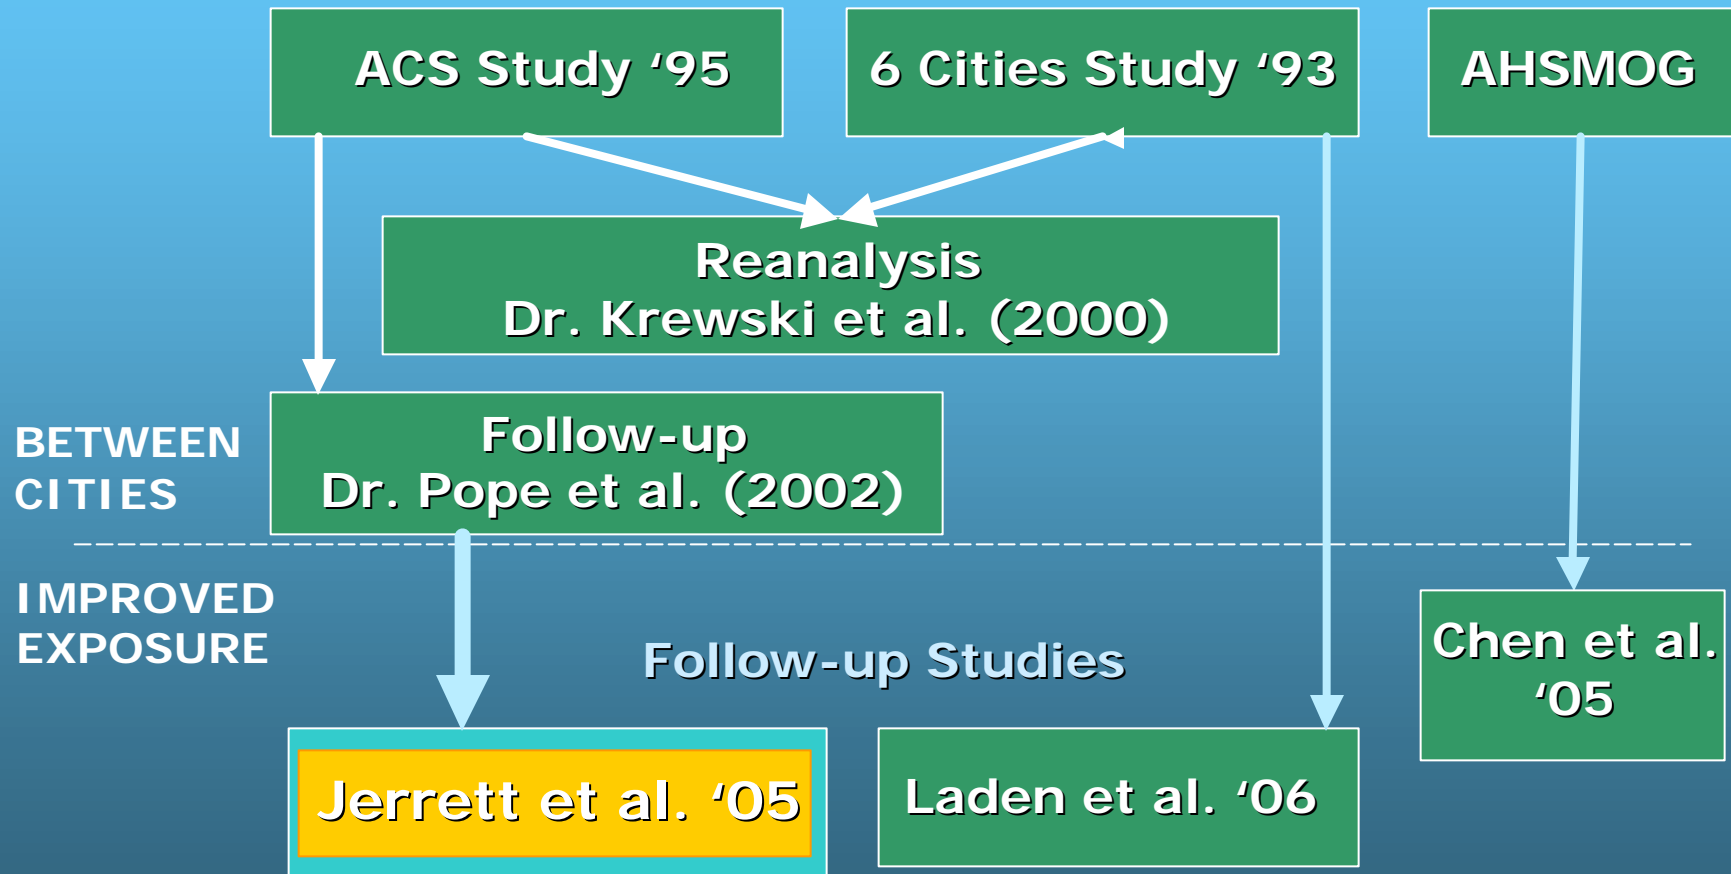 ACS Study ‘95
6 Cities Study ‘93
AHSMOG
Reanalysis
Dr. Krewski et al. (2000)
Follow-up
Dr. Pope et al. (2002)
BETWEEN
CITIES
IMPROVED
EXPOSURE
Follow-up Studies
Chen et al.
‘05
Jerrett et al. ‘05
Laden et al. ‘06